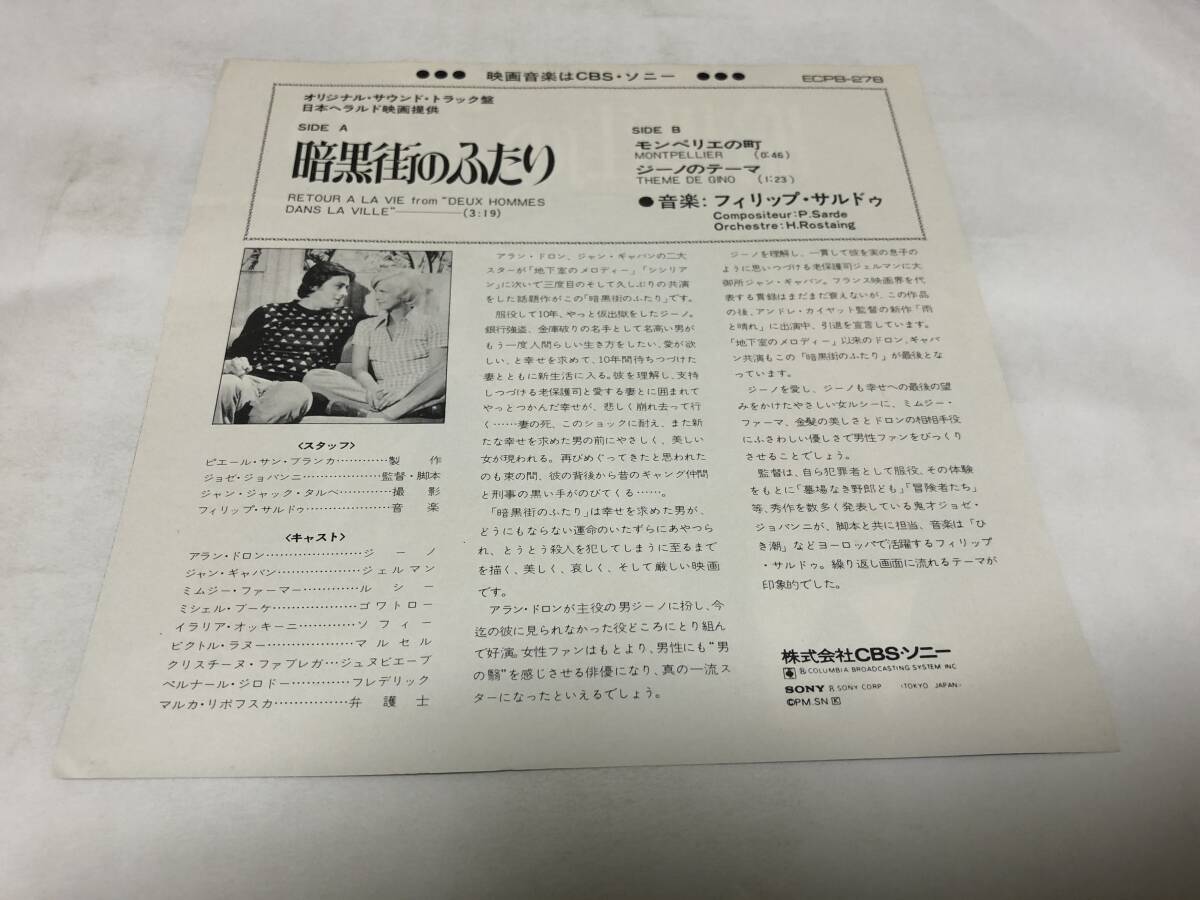 ●●● 映画音楽はCBS・ソニー ●●●
ECPB-278
オリジナル・サウンド・トラック盤
日本ヘラルド映画提供
SIDE A
暗黒街のふたり
RETOUR A LA VIE from "DEUX HOMMES
DANS LA VILLE"————(3:19)
SIDE B
モンペリエの町
MONTPELLIER (0:46)
ジーノのテーマ
THEME DE GINO (1:23)
●音楽:フィリップ・サルドゥ
Compositeur:P.Sarde
Orchestre:H.Rostaing
〈スタッフ〉
ピエール・サン・ブランカ…………製作
ジョゼ・ジョバンニ………………監督・脚本
ジャン・ジャック・タルベ…………撮影
フィリップ・サルドゥ………………音楽
〈キャスト〉
アラン・ドロン…………………ジーノ
ジャン・ギャバン………………ジェルマン
ミムジー・ファーマー……………ルシー
ミシェル・ブーケ………………ゴワトロー
イラリア・オッキーニ……………ソフィー
ビクトル・ラヌー………………マルセル
クリスチーヌ・ファブレガ……ジュヌビエーブ
ベルナール・ジロドー…………フレデリック
マルカ・リボフスカ……………弁護士
アラン・ドロン、ジャン・ギャバンの二大
スターが「地下室のメロディー」「シシリア
ン」に次いで三度目のそして久しぶりの共演
をした話題作がこの「暗黒街のふたり」です。
服役して10年、やっと仮出獄をしたジーノ。
銀行強盗、金庫破りの名手として名高い男が
もう一度人間らしい生き方をしたい、愛が欲
しい、と幸せを求めて、10年間待ちつづけた
妻とともに新生活に入る。彼を理解し、支持
しつづける老保護司と愛する妻とに囲まれて
やっとつかんだ幸せが、悲しく崩れ去って行
く……妻の死、このショックに耐え、また新
たな幸せを求めた男の前にやさしく、美しい
女が現われる。再びめぐってきたと思われた
のも束の間、彼の背後から昔のギャング仲間
と刑事の黒い手がのびてくる……。
「暗黒街のふたり」は幸せを求めた男が、
どうにもならない運命のいたずらにあやつら
れ、とうとう殺人を犯してしまうに至るまで
を描く、美しく、哀しく、そして厳しい映画
です。
アラン・ドロンが主役の男ジーノに扮し、今
迄の彼に見られなかった役どころにとり組ん
で好演。女性ファンはもとより、男性にも"男
の翳"を感じさせる俳優になり、真の一流ス
ターになったといえるでしょう。
ジーノを理解し、一貫して彼を実の息子の
ように思いつづける老保護司ジェルマンに大
御所ジャン・ギャバン。フランス映画界を代
表する貫録はまだまだ衰えないが、この作品
の後、アンドレ・カイヤット監督の新作「雨
と晴れ」に出演中、引退を宣言しています。
「地下室のメロディー」以来のドロン、ギャバ
ン共演もこの「暗黒街のふたり」が最後とな
っています。
ジーノを愛し、ジーノも幸せへの最後の望
みをかけたやさしい女ルシーに、ミムジー・
ファーマ、金髪の美しさとドロンの相手役
にふさわしい優しさで男性ファンをびっくり
させることでしょう。
監督は、自ら犯罪者として服役、その体験
をもとに「墓場なき野郎ども」「冒険者たち」
等、秀作を数多く発表している鬼才ジョゼ・
ジョバンニが、脚本と共に担当、音楽は「ひ
き潮」などヨーロッパで活躍するフィリップ
・サルドゥ。繰り返し画面に流れるテーマが
印象的でした。
株式会社CBS・ソニー
® COLUMBIA BROADCASTING SYSTEM INC
SONY ® SONY CORP 〈TOKYO JAPAN〉
©PM.SN K